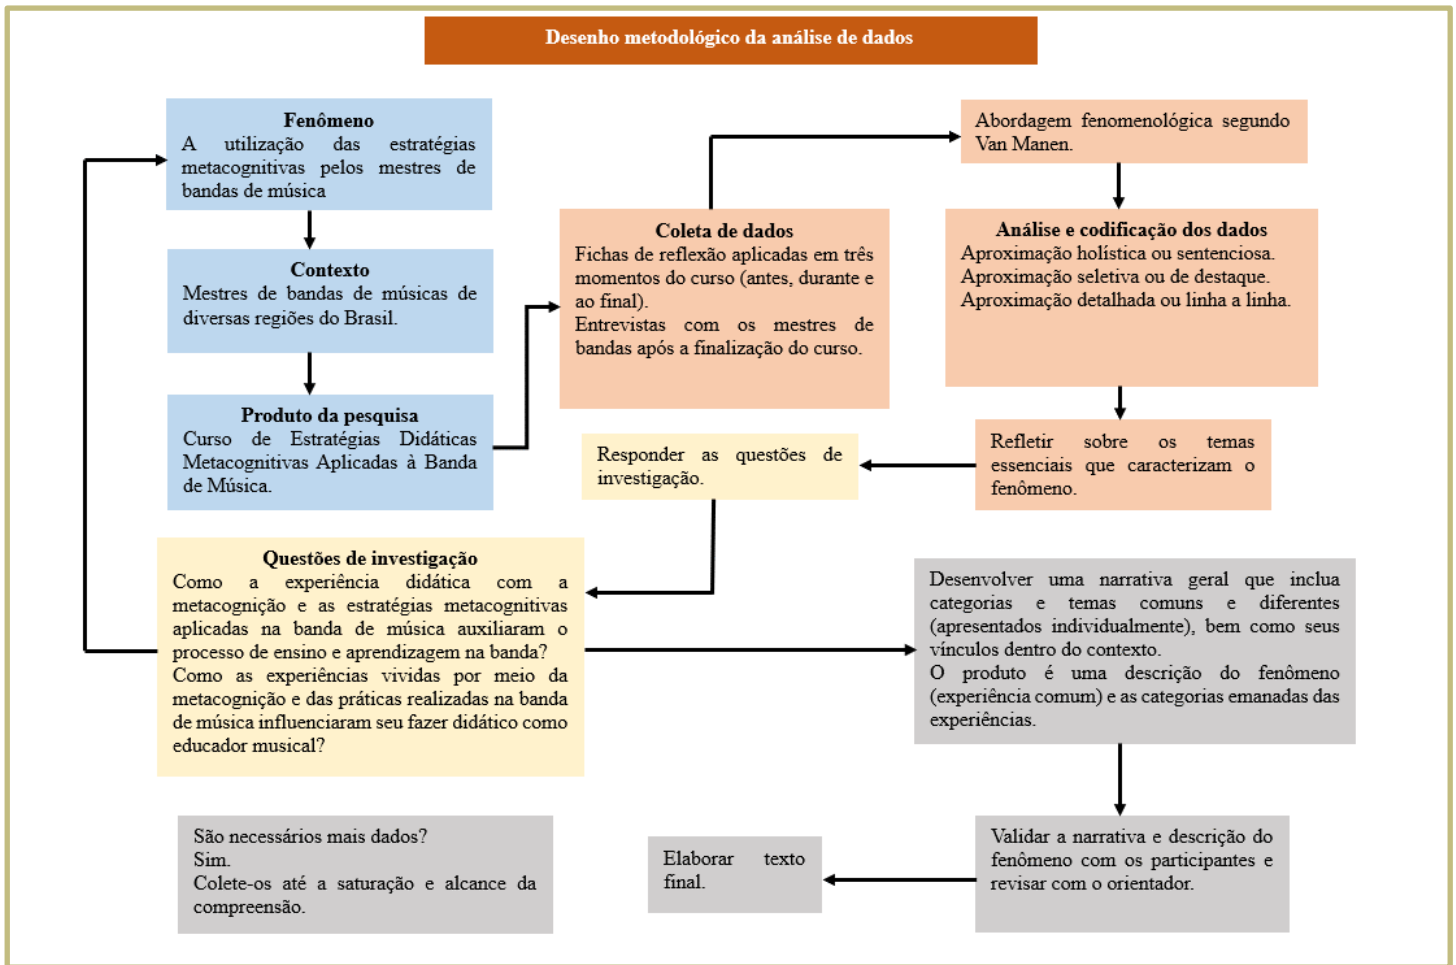 Desenho metodológico da análise de dados
Fenômeno
A utilização das estratégias
metacognitivas pelos mestres de
bandas de música
Contexto
Mestres de bandas de músicas de
diversas regiões do Brasil.
Produto da pesquisa
Curso de Estratégias Didáticas
Metacognitivas Aplicadas à Banda
de Música.
Coleta de dados
Fichas de reflexão aplicadas em três
momentos do curso (antes, durante e
ao final).
Entrevistas com os mestres de
bandas após a finalização do curso.
Abordagem fenomenológica segundo
Van Manen.
Análise e codificação dos dados
Aproximação holística ou sentenciosa.
Aproximação seletiva ou de destaque.
Aproximação detalhada ou linha a linha.
Refletir sobre os temas
essenciais que caracterizam o
fenômeno.
Responder as questões de
investigação.
Questões de investigação
Como a experiência didática com a
metacognição e as estratégias metacognitivas
aplicadas na banda de música auxiliaram o
processo de ensino e aprendizagem na banda?
Como as experiências vividas por meio da
metacognição e das práticas realizadas na banda
de música influenciaram seu fazer didático como
educador musical?
Desenvolver uma narrativa geral que inclua
categorias e temas comuns e diferentes
(apresentados individualmente), bem como seus
vínculos dentro do contexto.
O produto é uma descrição do fenômeno
(experiência comum) e as categorias emanadas das
experiências.
Validar a narrativa e descrição do
fenômeno com os participantes e
revisar com o orientador.
Elaborar texto
final.
São necessários mais dados?
Sim.
Colete-os até a saturação e alcance da
compreensão.